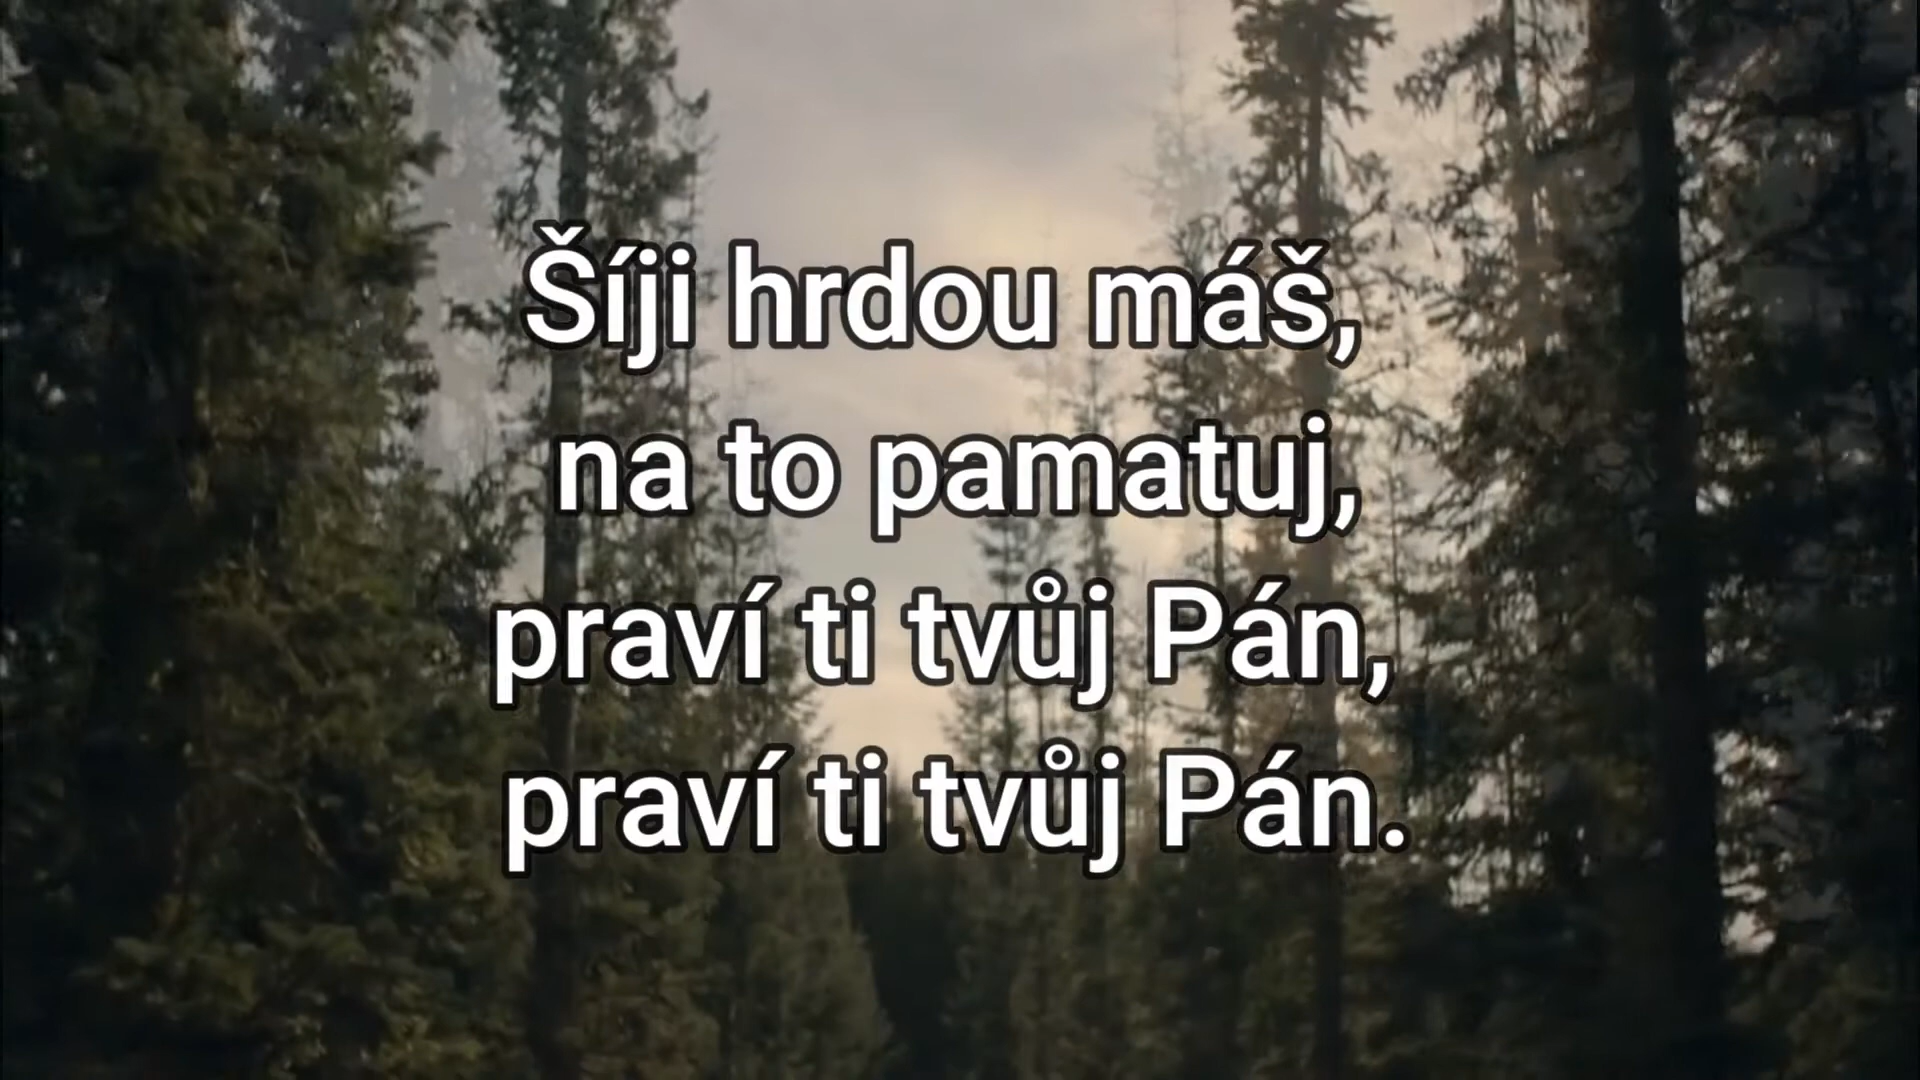 Šíji hrdou máš,
na to pamatuj,
praví ti tvůj Pán,
praví ti tvůj Pán.